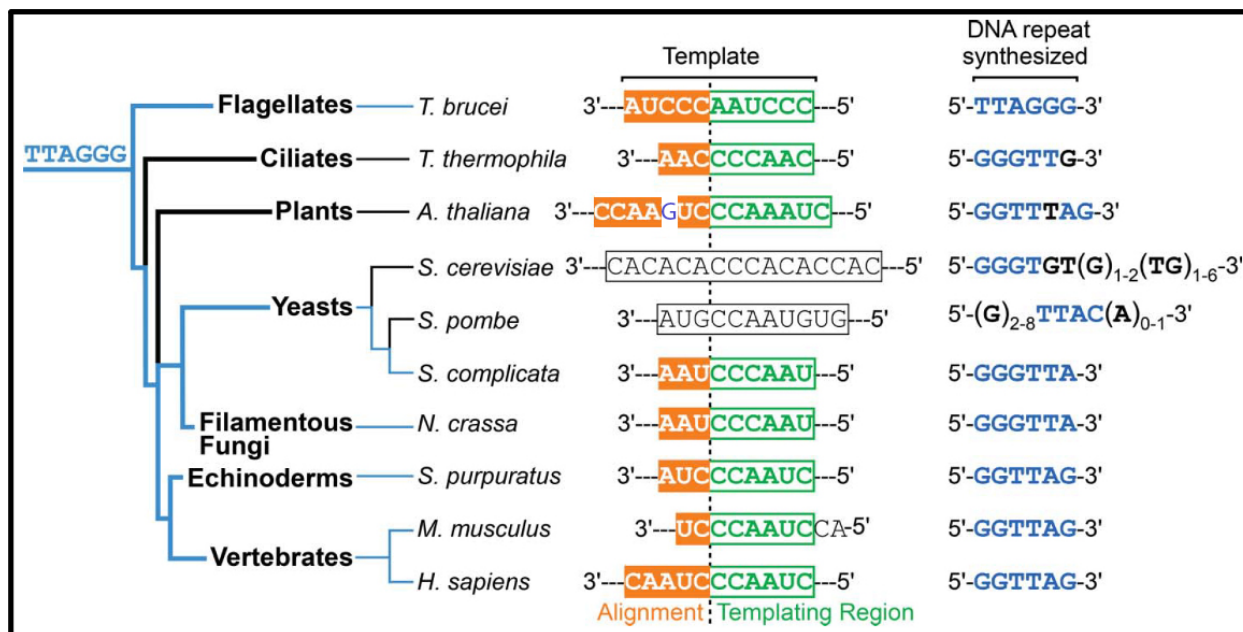 Template
DNA repeat
synthesized
TTAGGG
Flagellates T. brucei 3'---AUCCCAAUCCC---5' 5'-TTAGGG-3'
Ciliates T. thermophila 3'---AACCCCAAC---5' 5'-GGGTTG-3'
Plants A. thaliana 3'---CCAAGUCCCAAAUC---5' 5'-GGTTTAG-3'
S. cerevisiae 3'---CACACACCCACACCAC---5' 5'-GGGTGT(G)1-2(TG)1-6-3'
Yeasts
S. pombe 3'---AUGCCAAUGUG---5' 5'-(G)2-8TTAC(A)0-1-3'
S. complicata 3'---AAUCCCAAU---5' 5'-GGGTTA-3'
Filamentous
Fungi
N. crassa 3'---AAUCCCAAU---5' 5'-GGGTTA-3'
Echinoderms S. purpuratus 3'---AUCCCAAUC---5' 5'-GGTTAG-3'
M. musculus 3'---UCCCAAUCCA-5' 5'-GGTTAG-3'
Vertebrates
H. sapiens 3'---CAAUCCCAAUC---5' 5'-GGTTAG-3'
Alignment Templating Region